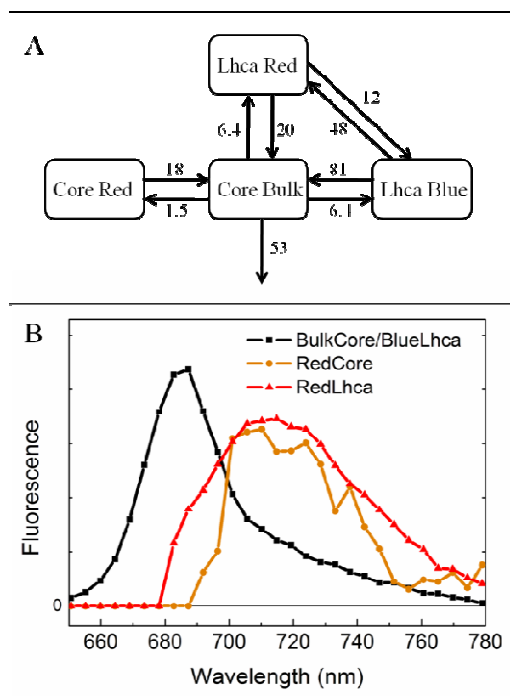 A
Lhca Red
12
6.4
20
48
18
81
Core Red
Core Bulk
Lhca Blue
1.5
6.1
53
B
BulkCore/BlueLhca
RedCore
RedLhca
Fluorescence
0
660 680 700 720 740 760 780
Wavelength (nm)